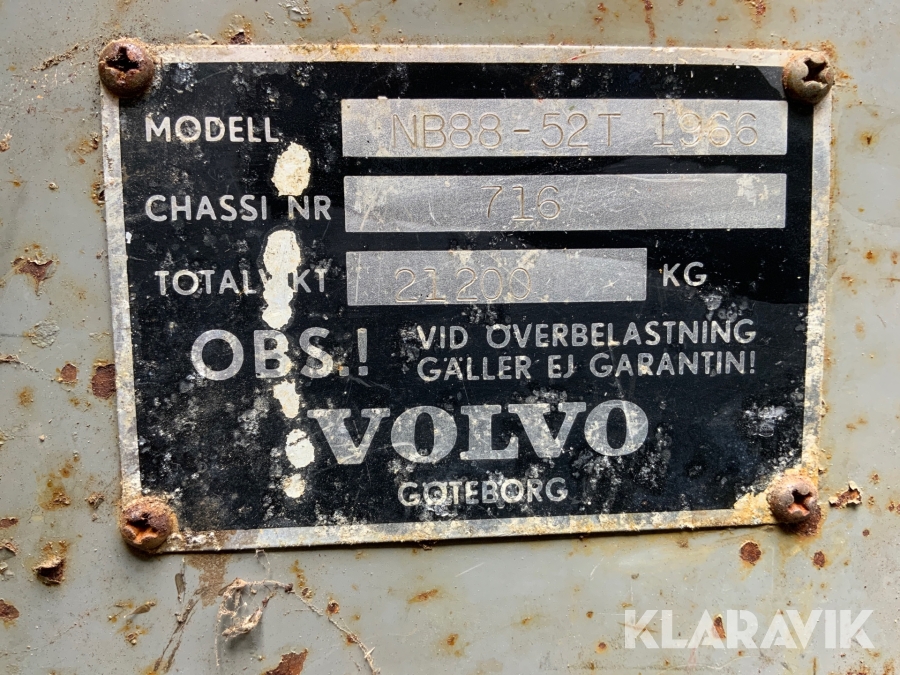 MODELL NB88-52T 1966
CHASSI NR 716
TOTALVIKT 21200 KG
OBS.! VID ÖVERBELASTNING
GÄLLER EJ GARANTIN!
VOLVO
GÖTEBORG
KLARAVIK